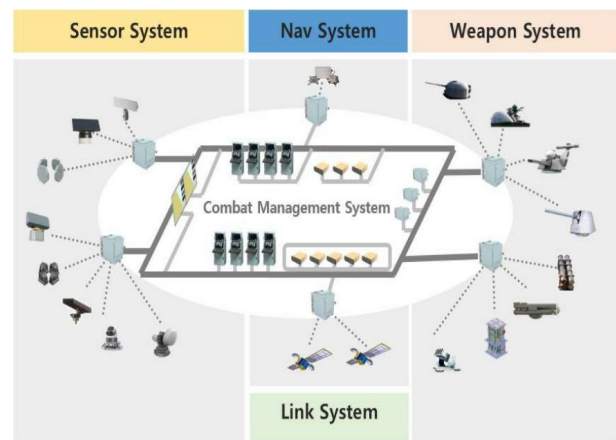 Sensor System
Nav System
Weapon System
Combat Management System
Link System